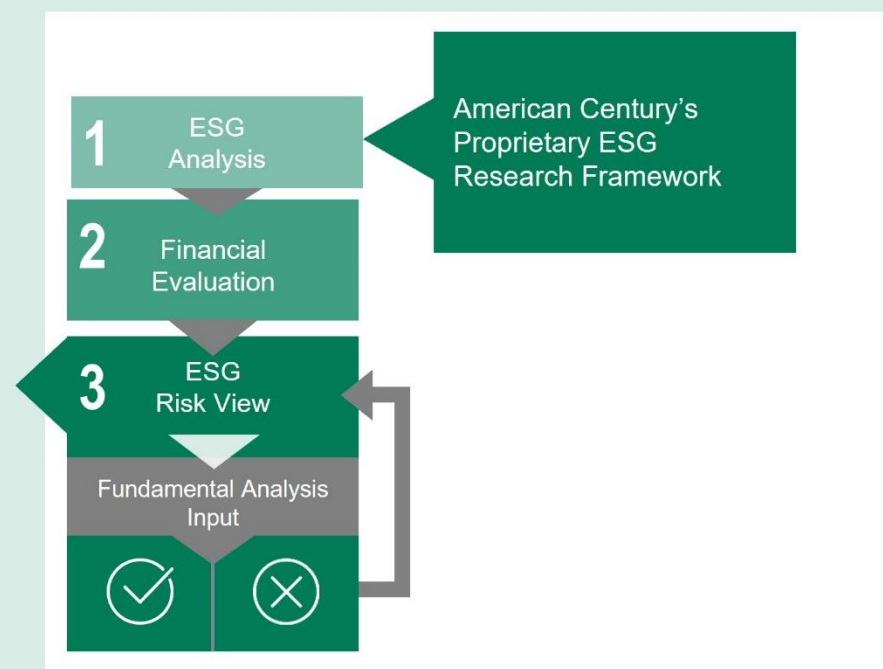 1
ESG
Analysis
American Century’s
Proprietary ESG
Research Framework
2
Financial
Evaluation
3
ESG
Risk View
Fundamental Analysis
Input